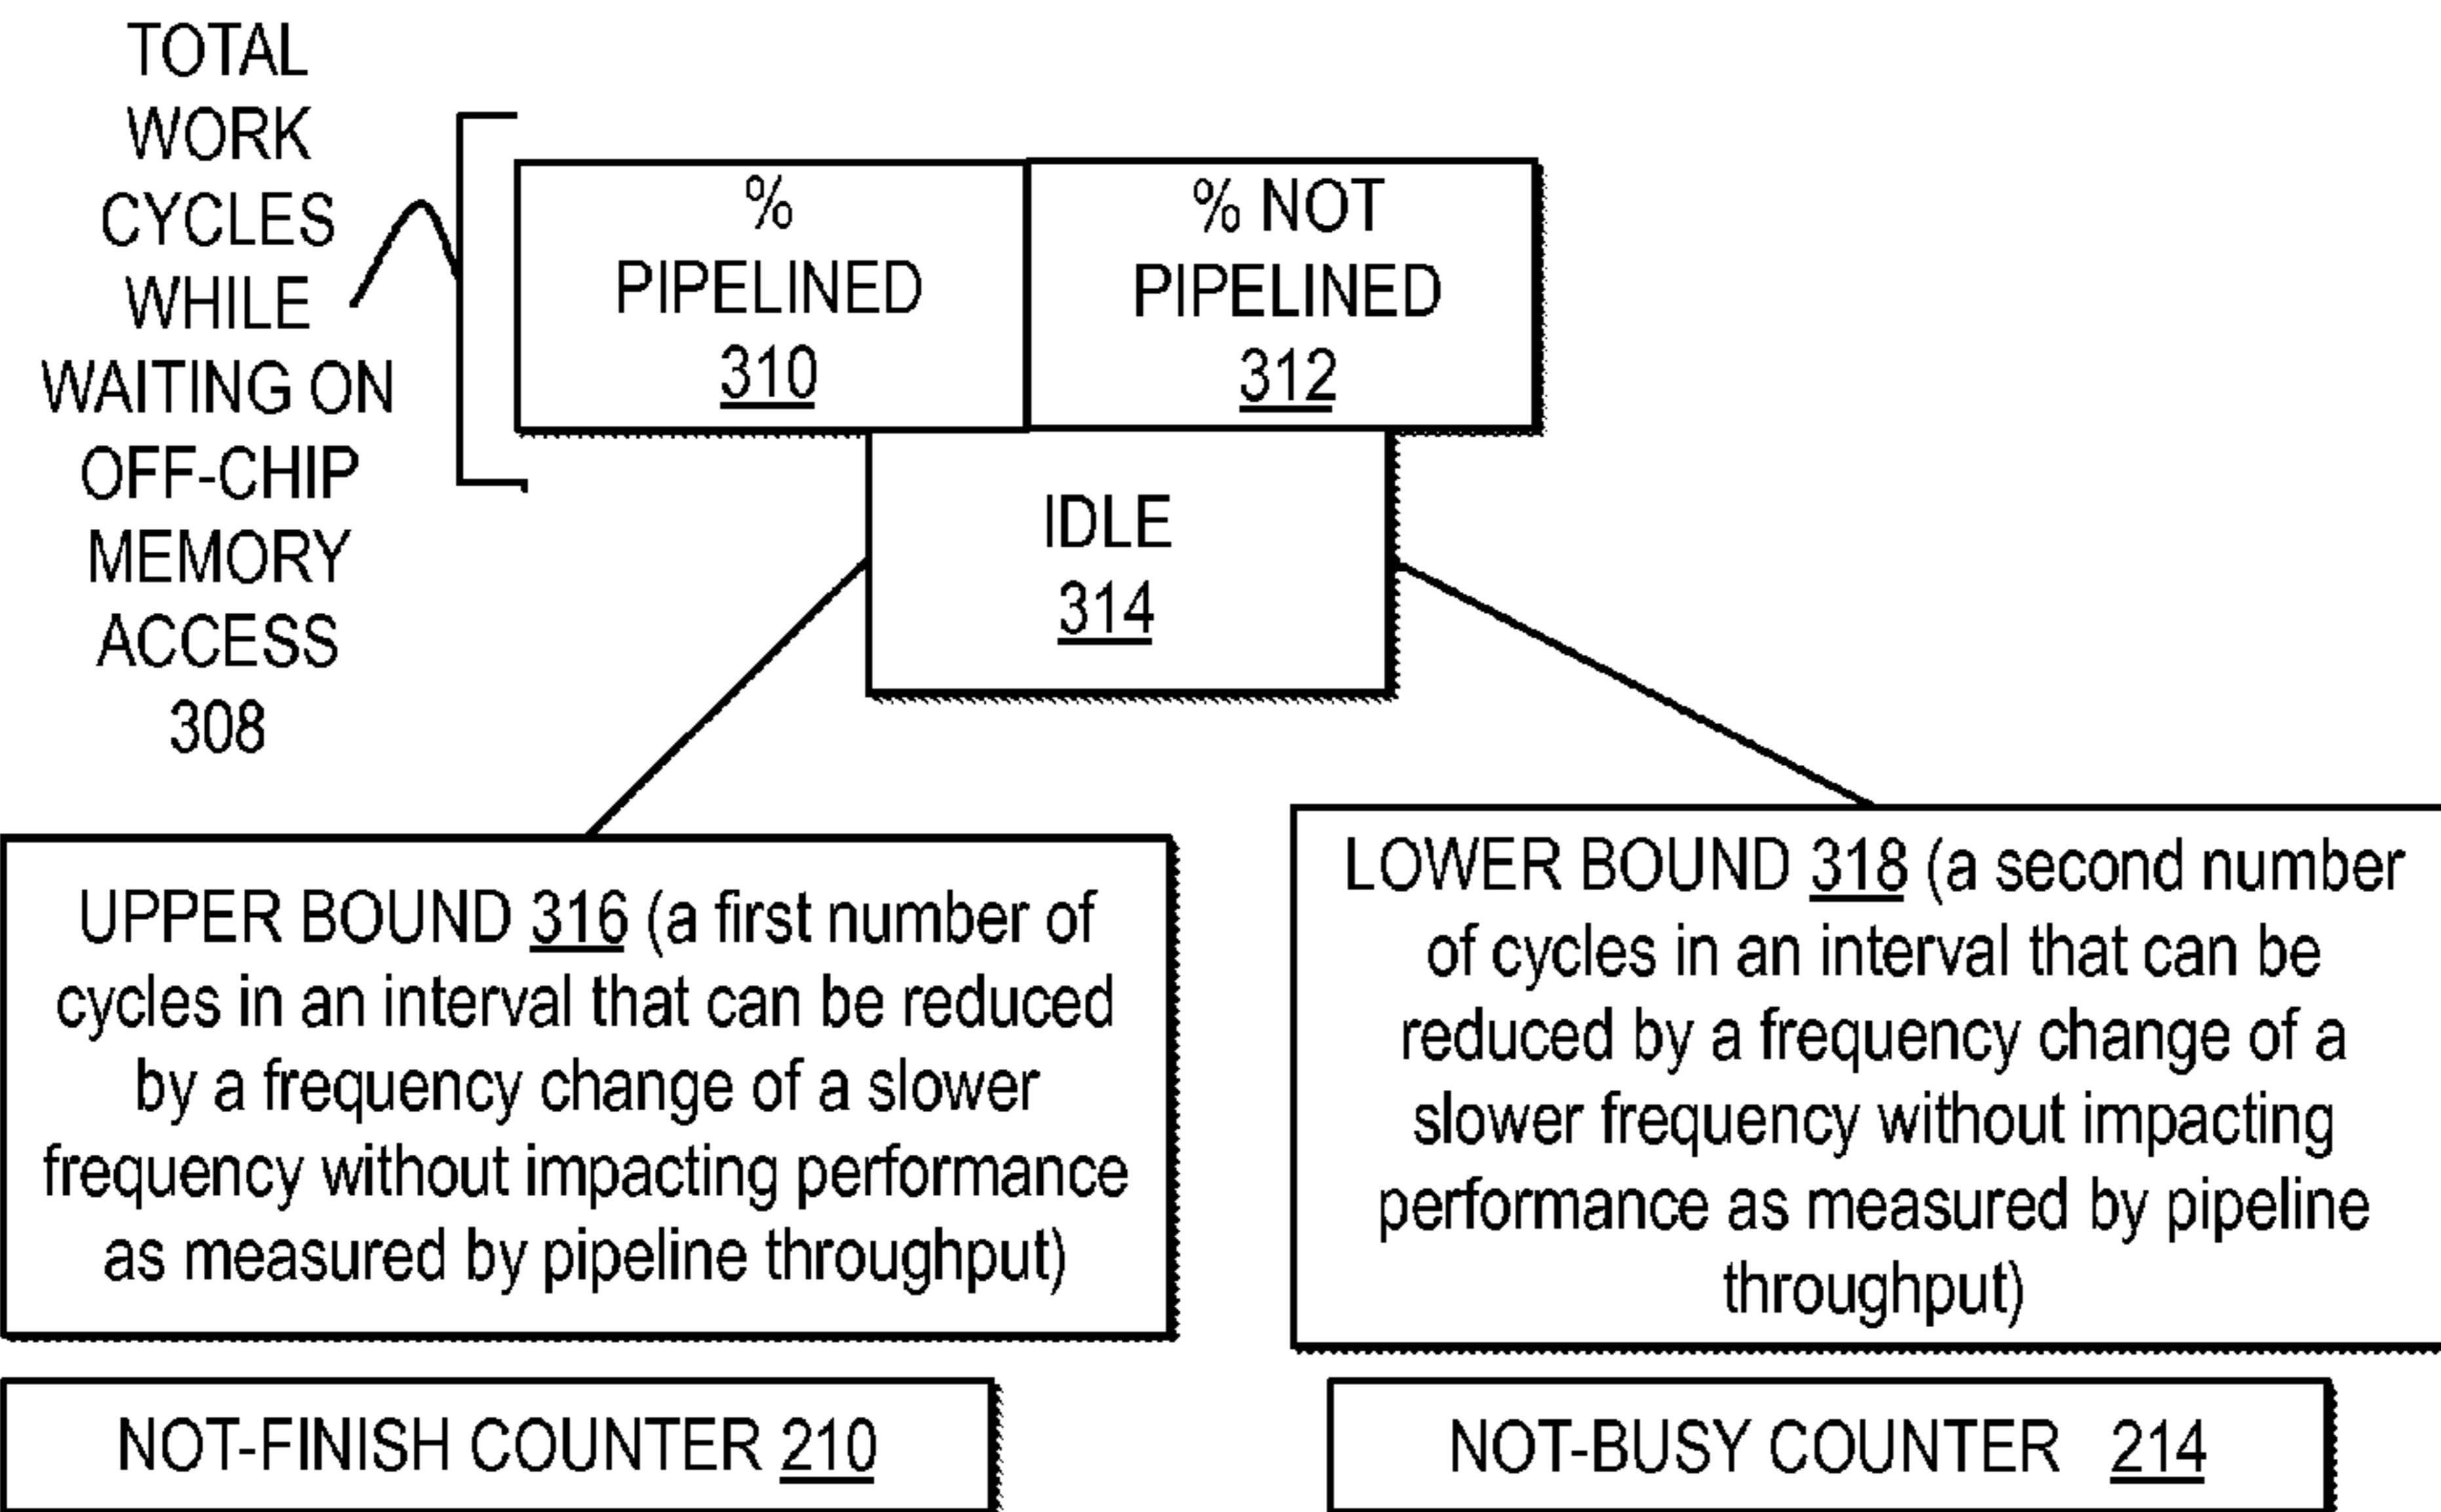 TOTAL
WORK
CYCLES
WHILE
WAITING ON
OFF-CHIP
MEMORY
ACCESS
308
%
PIPELINED
310
% NOT
PIPELINED
312
IDLE
314
UPPER BOUND 316 (a first number of
cycles in an interval that can be reduced
by a frequency change of a slower
frequency without impacting performance
as measured by pipeline throughput)
LOWER BOUND 318 (a second number
of cycles in an interval that can be
reduced by a frequency change of a
slower frequency without impacting
performance as measured by pipeline
throughput)
NOT-FINISH COUNTER 210
NOT-BUSY COUNTER 214